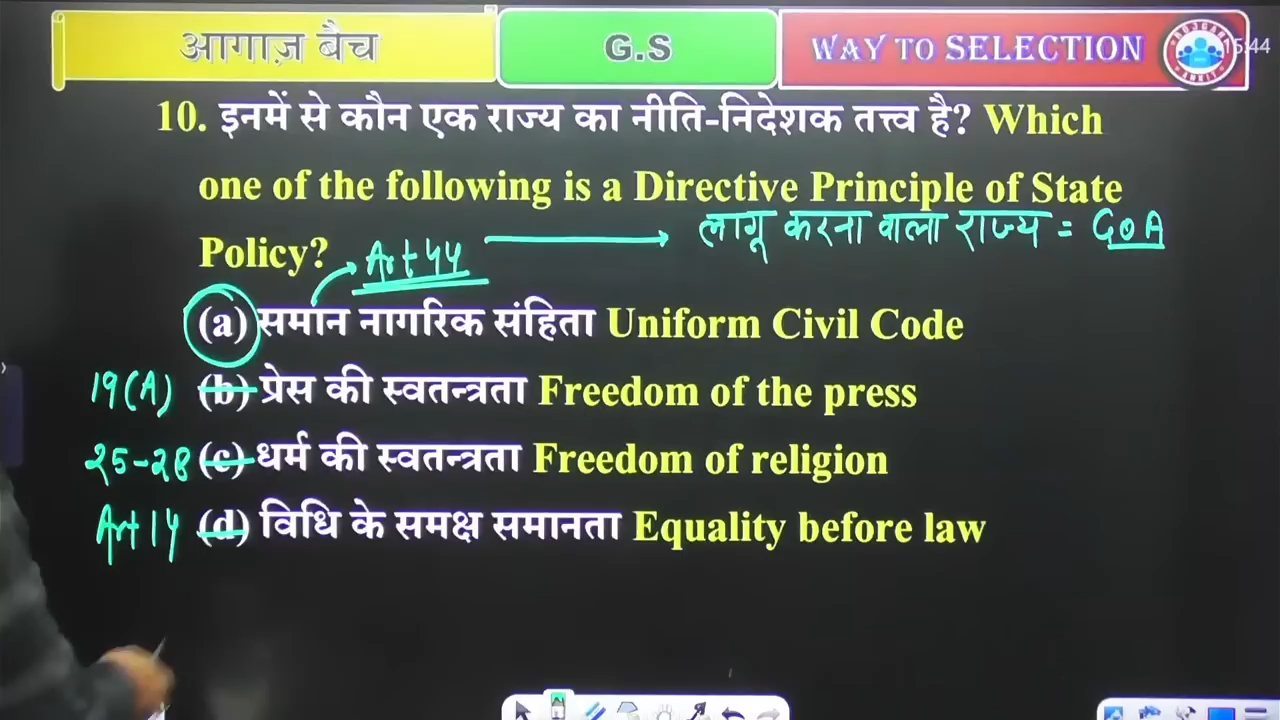 आगाज़ बैच
G.S
WAY TO SELECTION
15:44
10. इनमें से कौन एक राज्य का नीति-निदेशक तत्त्व है? Which
one of the following is a Directive Principle of State
लागू करना वाला राज्य = GOA
Policy?
Art 44
(a) समान नागरिक संहिता Uniform Civil Code
19(A) (b) प्रेस की स्वतन्त्रता Freedom of the press
25-28 (c) धर्म की स्वतन्त्रता Freedom of religion
Art 14 (d) विधि के समक्ष समानता Equality before law